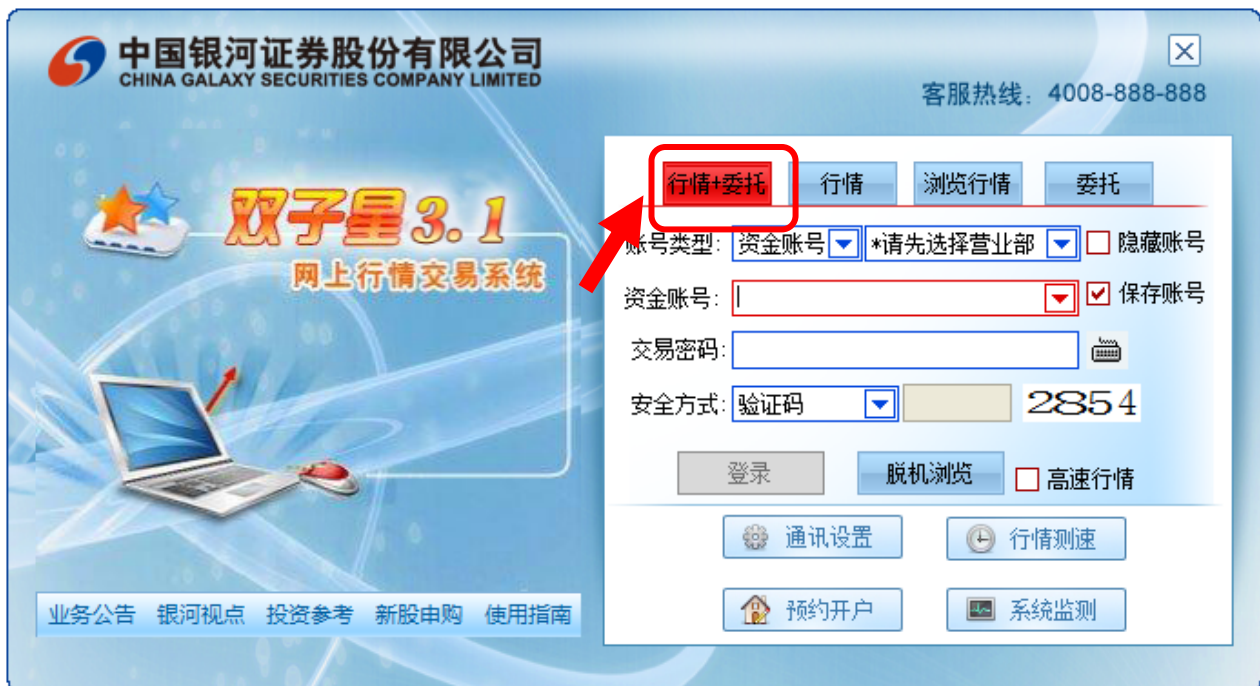 中国银河证券股份有限公司
CHINA GALAXY SECURITIES COMPANY LIMITED
客服热线：4008-888-888
双子星3.1
网上行情交易系统
行情+委托 行情 浏览行情 委托
账号类型: 资金账号 *请先选择营业部 隐藏账号
资金账号: 保存账号
交易密码:
安全方式: 验证码 2854
登录 脱机浏览 高速行情
通讯设置 行情测速
预约开户 系统监测
业务公告 银河视点 投资参考 新股申购 使用指南